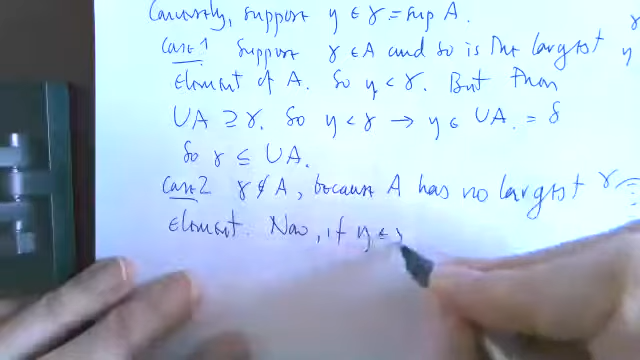 Conversely, suppose η ∈ γ = sup A.
Case 1 Suppose γ ∈ A and so is the largest
element of A. So η < γ. But then
∪A ≥ γ. So η < γ → η ∈ ∪A. = δ
So γ ≤ ∪A.
Case 2 γ ∉ A, because A has no largest γ
element. Now, if η ∈ γ